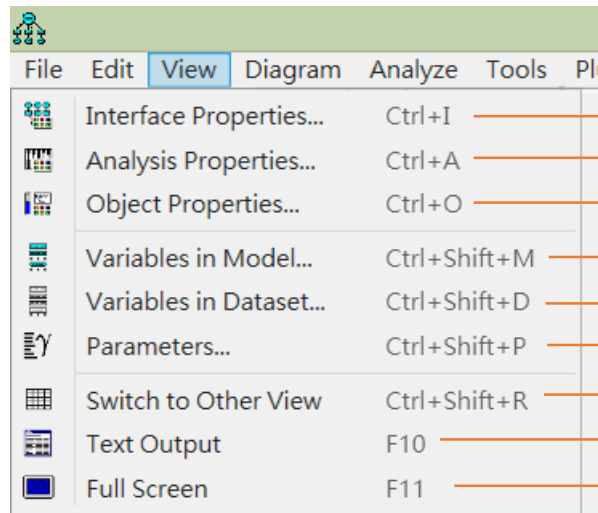 File Edit View Diagram Analyze Tools
Interface Properties... Ctrl+I
Analysis Properties... Ctrl+A
Object Properties... Ctrl+O
Variables in Model... Ctrl+Shift+M
Variables in Dataset... Ctrl+Shift+D
Parameters... Ctrl+Shift+P
Switch to Other View Ctrl+Shift+R
Text Output F10
Full Screen F11